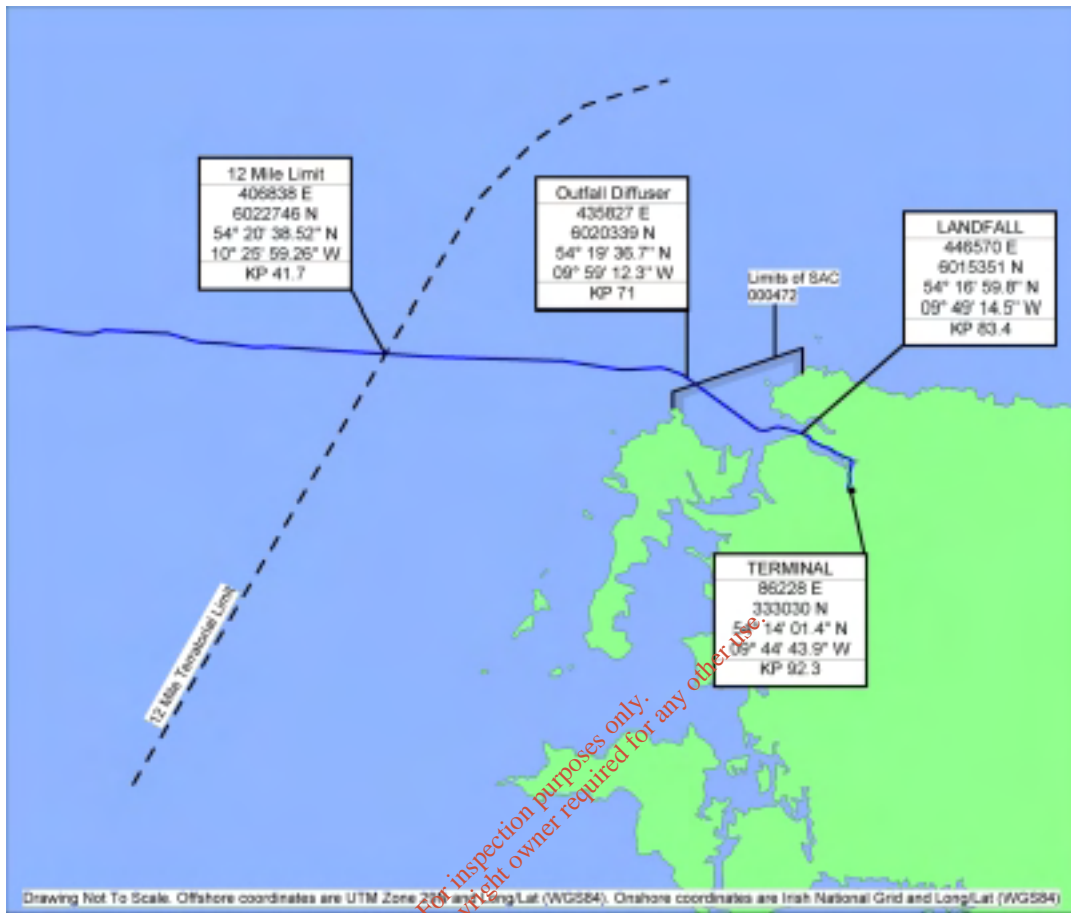 12 Mile Limit
406838 E
6022746 N
54° 20' 38.52" N
10° 25' 59.26" W
KP 41.7
Outfall Diffuser
435827 E
6020339 N
54° 19' 36.7" N
09° 59' 12.3" W
KP 71
Limits of SAC
000472
LANDFALL
446570 E
6015351 N
54° 16' 59.8" N
09° 49' 14.5" W
KP 83.4
TERMINAL
86228 E
333030 N
14' 01.4" N
09° 44' 43.9" W
KP 92.3
12 Mile Terratorial Limit
For inspection purposes only.
owner required for any other use.
Drawing Not To Scale. Offshore coordinates are UTM Zone and Long/Lat (WGS84). Onshore coordinates are Irish National Grid and Long/Lat (WGS84)